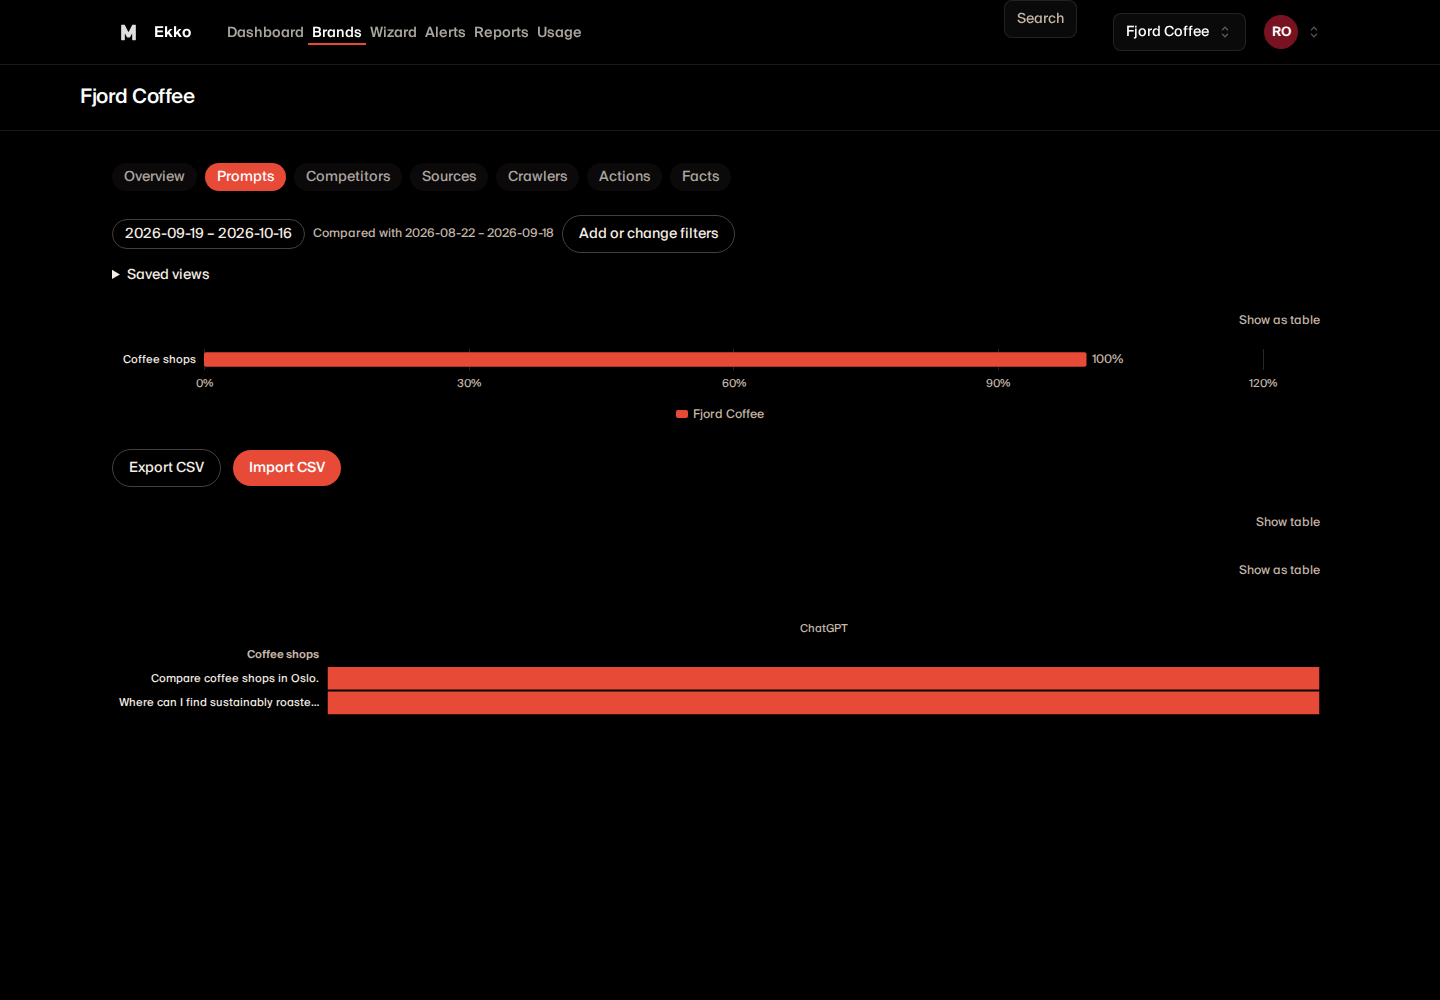 M Ekko Dashboard Brands Wizard Alerts Reports Usage Search Fjord Coffee RO
Fjord Coffee
Overview Prompts Competitors Sources Crawlers Actions Facts
2026-09-19 – 2026-10-16 Compared with 2026-08-22 – 2026-09-18 Add or change filters
Saved views
Show as table
Coffee shops 100%
0% 30% 60% 90% 120%
Fjord Coffee
Export CSV Import CSV
Show table
Show as table
ChatGPT
Coffee shops
Compare coffee shops in Oslo.
Where can I find sustainably roaste...